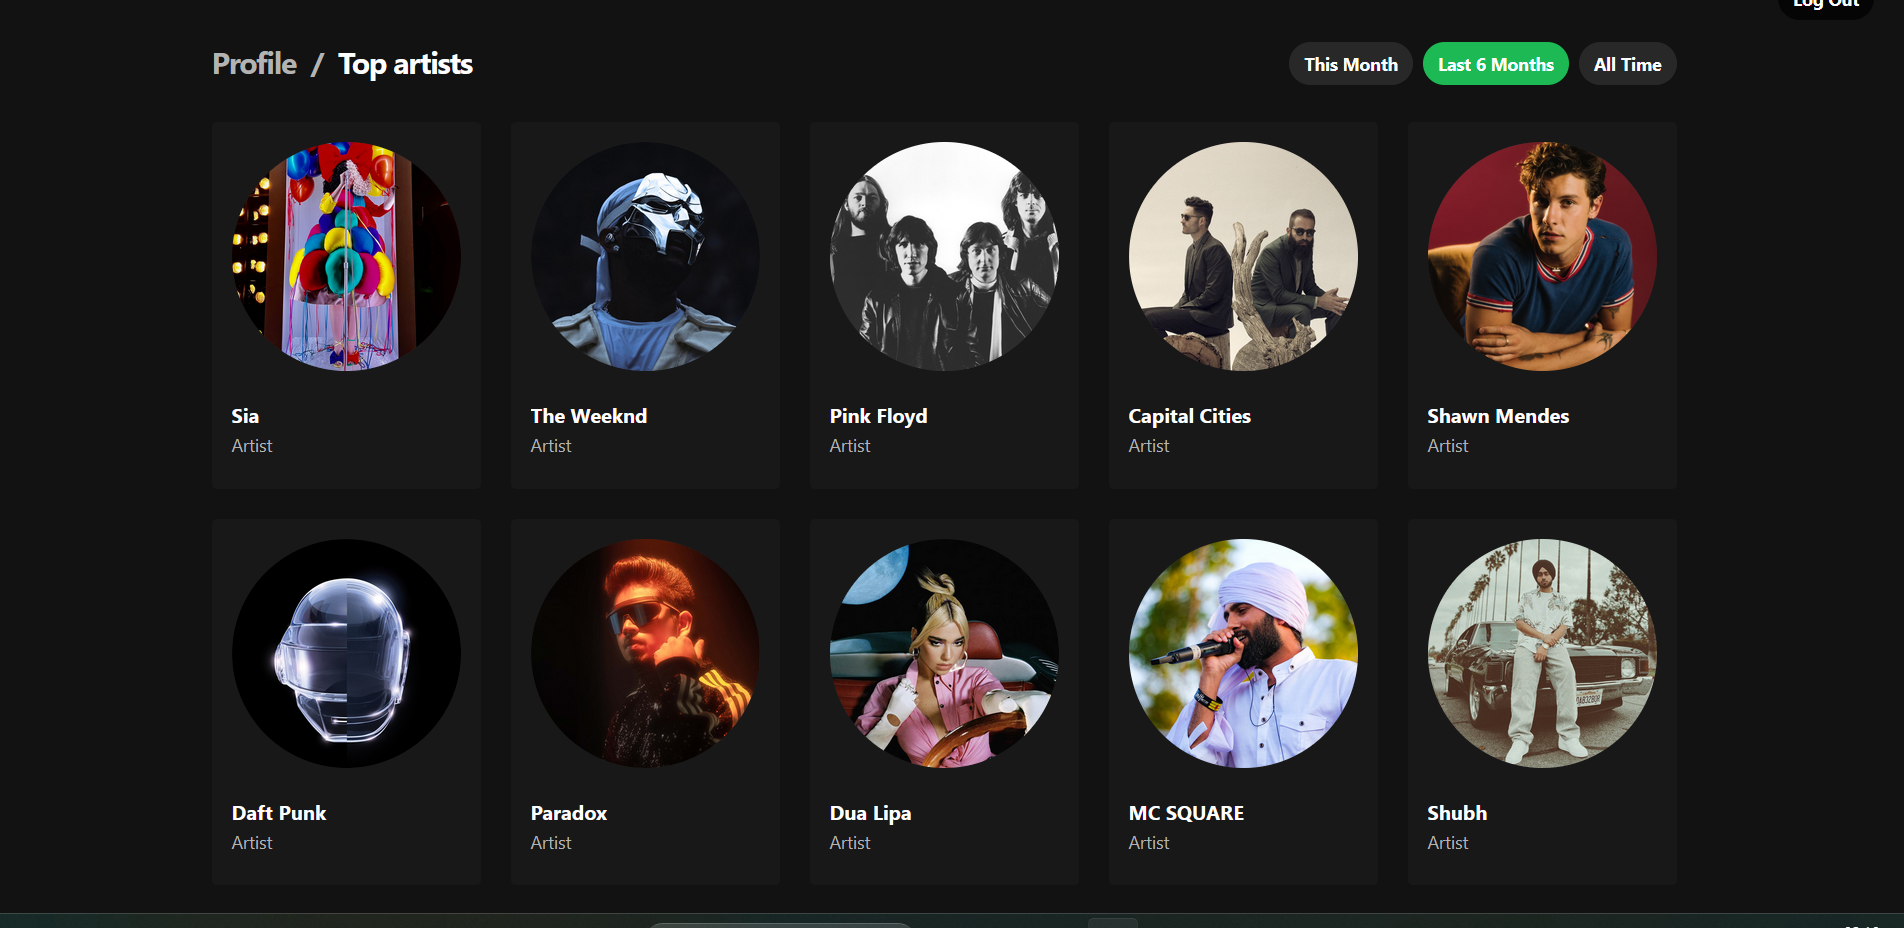 Log Out
Profile / Top artists
This Month
Last 6 Months
All Time
Sia
Artist
The Weeknd
Artist
Pink Floyd
Artist
Capital Cities
Artist
Shawn Mendes
Artist
Daft Punk
Artist
Paradox
Artist
Dua Lipa
Artist
MC SQUARE
Artist
Shubh
Artist